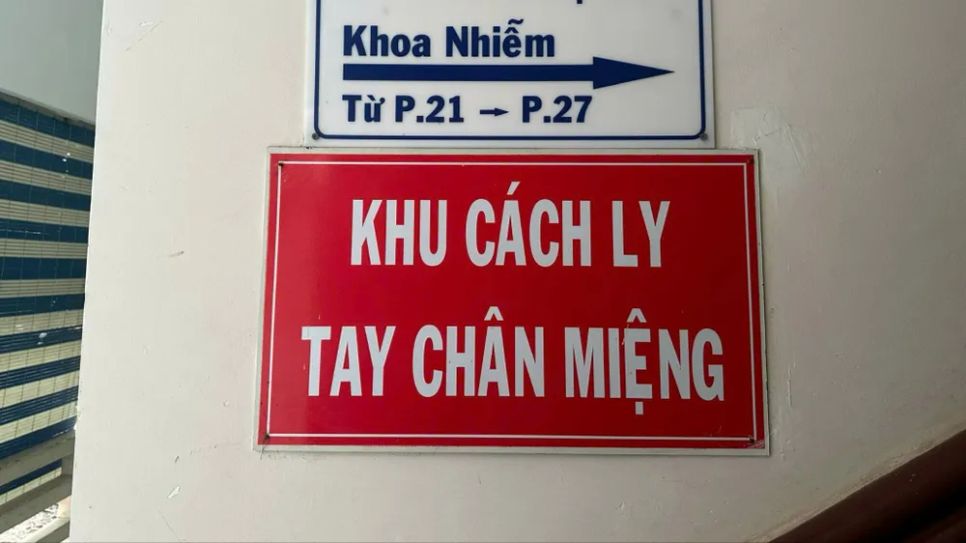 Khoa Nhiễm
Từ P.21 → P.27
KHU CÁCH LY
TAY CHÂN MIỆNG